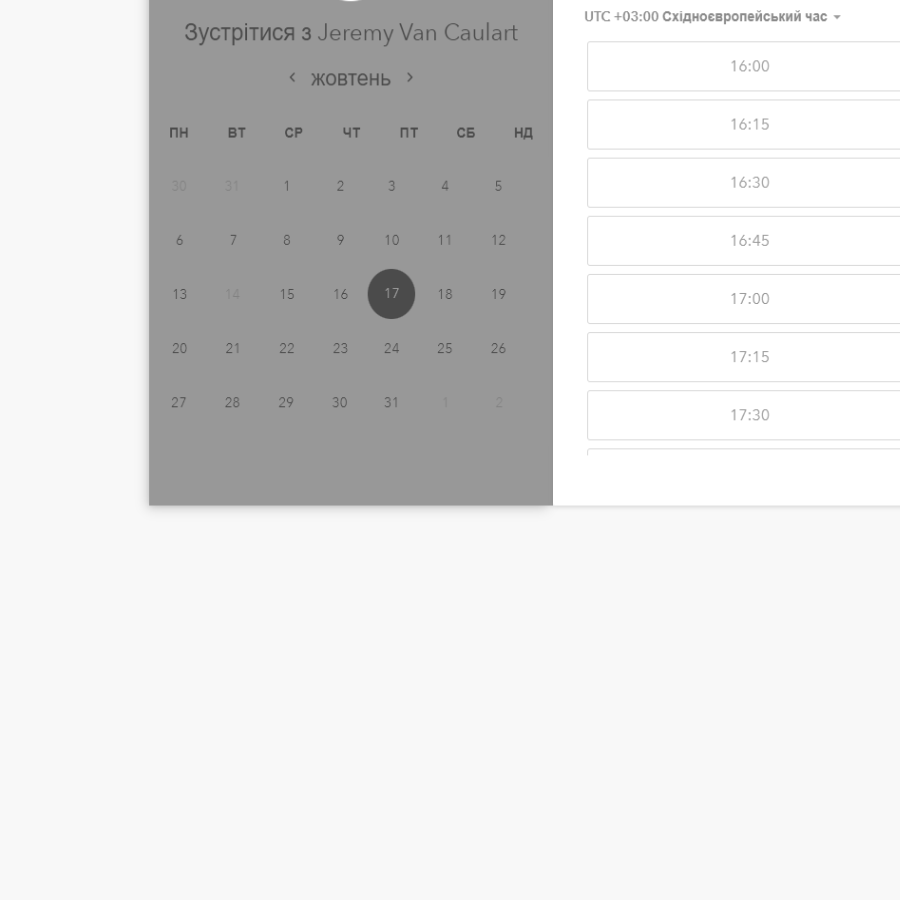 Зустрітися з Jeremy Van Caulart
жовтень
ПН ВТ СР ЧТ ПТ СБ НД
30 31 1 2 3 4 5
6 7 8 9 10 11 12
13 14 15 16 17 18 19
20 21 22 23 24 25 26
27 28 29 30 31 1 2
UTC +03:00 Східноєвропейський час
16:00
16:15
16:30
16:45
17:00
17:15
17:30